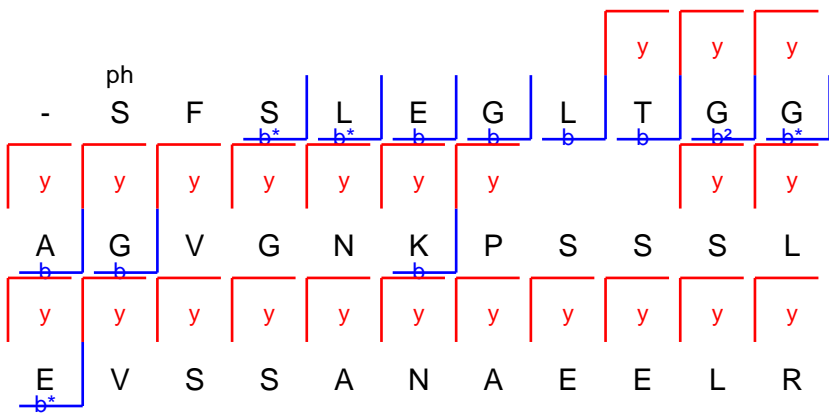 y y y
ph
- S F S L E G L T G G
b* b* b b b b b² b*
y y y y y y y y y
A G V G N K P S S S L
b b b
y y y y y y y y y y y
E V S S A N A E E L R
b*